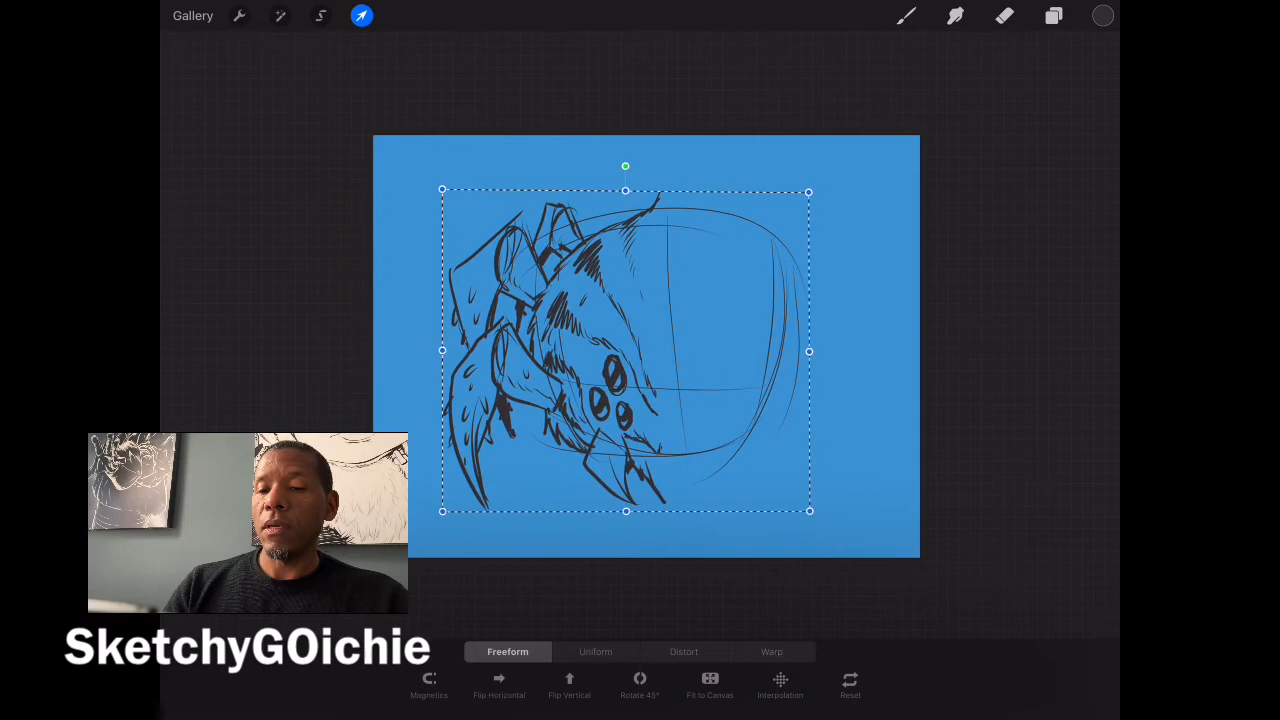 Gallery
SketchyGOichie
Freeform Uniform Distort Warp
Magnetics Flip Horizontal Flip Vertical Rotate 45° Fit to Canvas Interpolation Reset